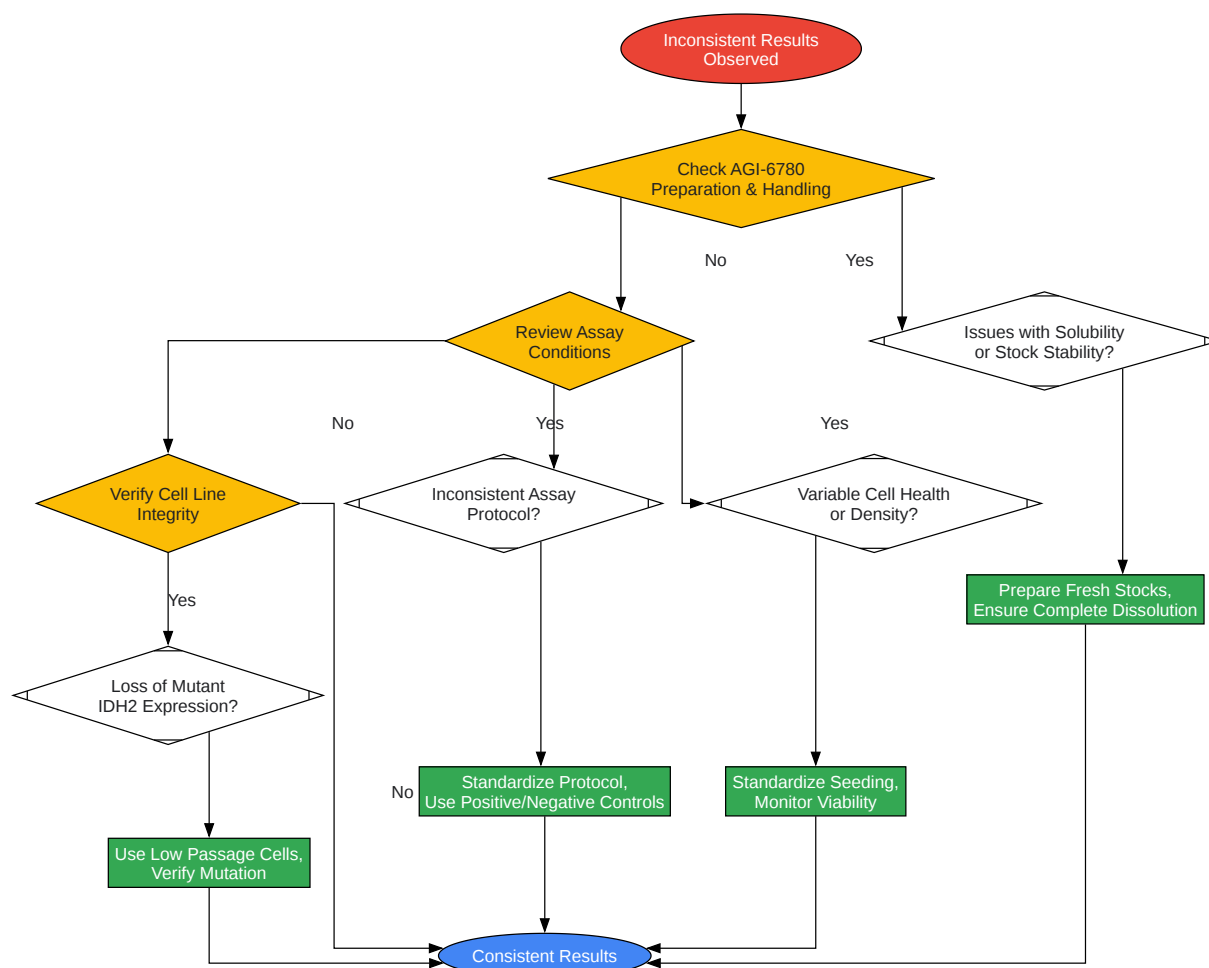 Inconsistent Results
Observed
Check AGI-6780
Preparation & Handling
No
Yes
Review Assay
Conditions
Issues with Solubility
or Stock Stability?
No
Yes
Yes
Verify Cell Line
Integrity
Inconsistent Assay
Protocol?
Variable Cell Health
or Density?
Prepare Fresh Stocks,
Ensure Complete Dissolution
Yes
Loss of Mutant
IDH2 Expression?
No
Standardize Protocol,
Use Positive/Negative Controls
Standardize Seeding,
Monitor Viability
Use Low Passage Cells,
Verify Mutation
Consistent Results